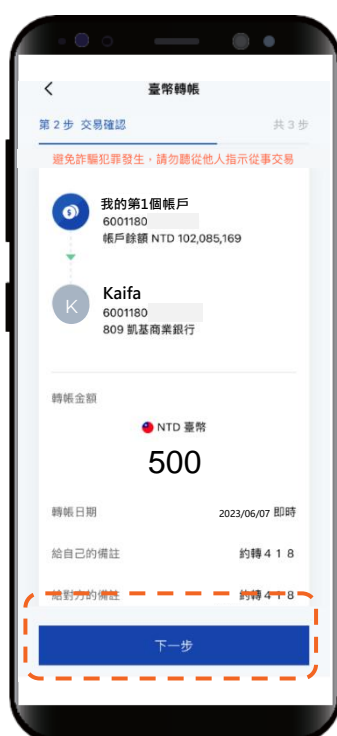 臺幣轉帳
第 2 步 交易確認
共 3 步
避免詐騙犯罪發生，請勿聽從他人指示從事交易
我的第1個帳戶
6001180
帳戶餘額 NTD 102,085,169
K
Kaifa
6001180
809 凱基商業銀行
轉帳金額
NTD 臺幣
500
轉帳日期
2023/06/07 即時
給自己的備註
約轉４１８
給對方的備註
約轉４１８
下一步